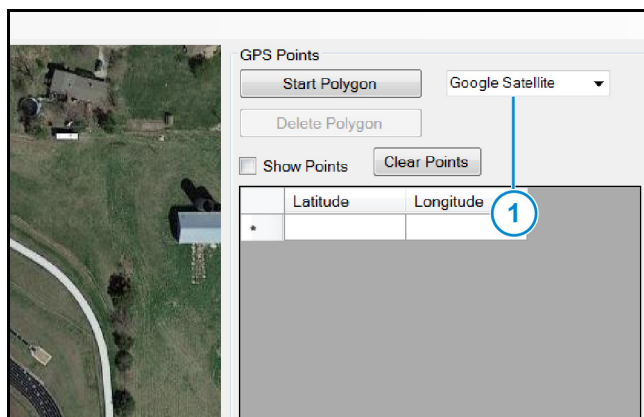 GPS Points
Start Polygon
Google Satellite
Delete Polygon
Show Points
Clear Points
Latitude
Longitude
1
*